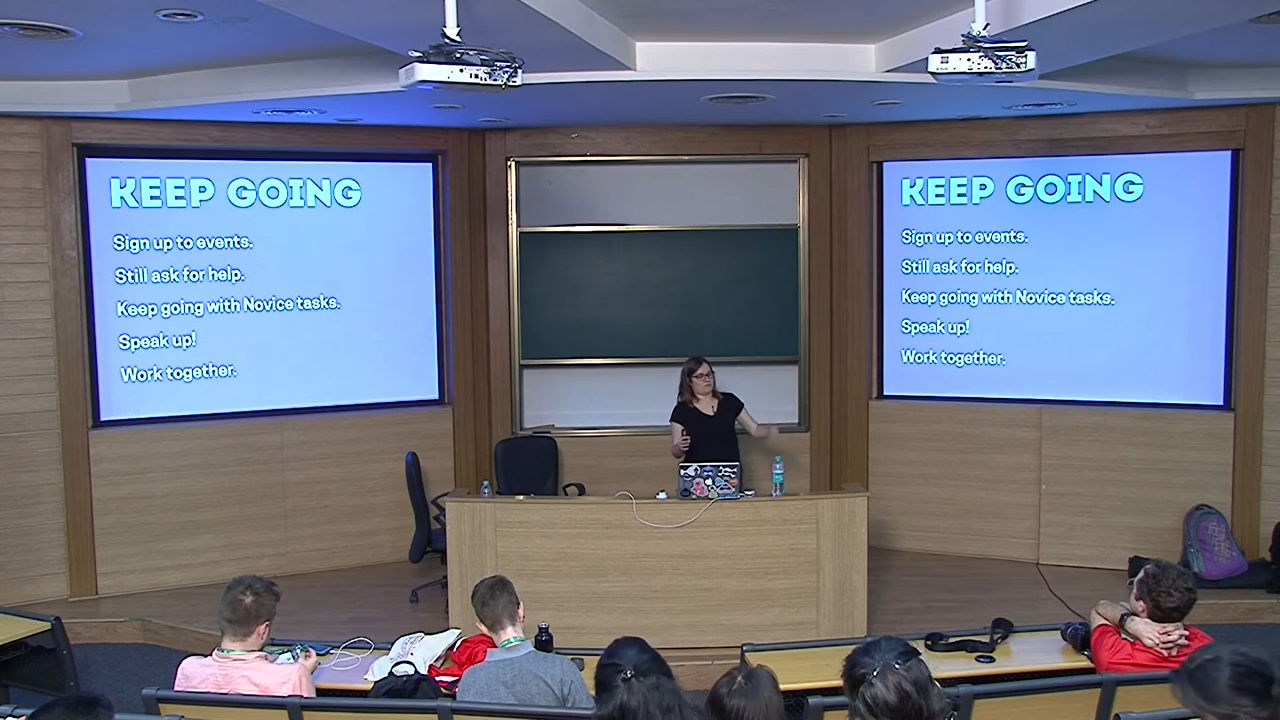 KEEP GOING
Sign up to events.
Still ask for help.
Keep going with Novice tasks.
Speak up!
Work together.
KEEP GOING
Sign up to events.
Still ask for help.
Keep going with Novice tasks.
Speak up!
Work together.